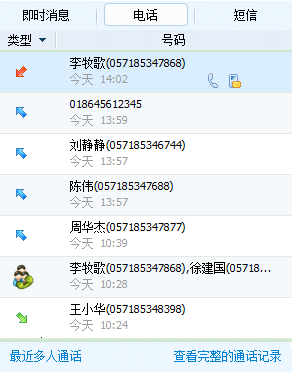 即时消息 电话 短信
类型 号码
李牧歌(057185347868)
今天 14:02
018645612345
今天 13:59
刘静静(057185346744)
今天 13:57
陈伟(057185347688)
今天 13:57
周华杰(057185347877)
今天 10:39
李牧歌(057185347868),徐建国(05718...
今天 10:28
王小华(057185348398)
今天 10:24
最近多人通话 查看完整的通话记录